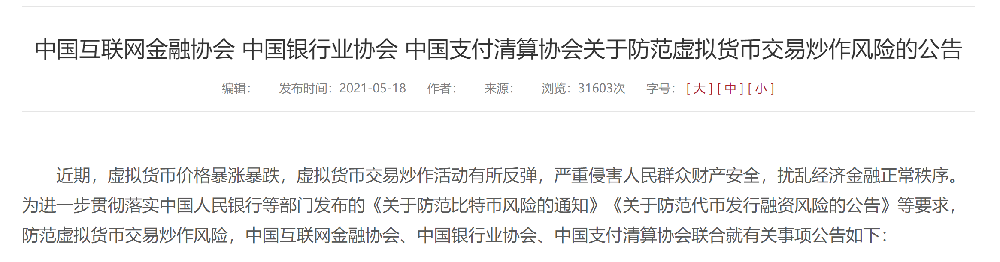 中国互联网金融协会 中国银行业协会 中国支付清算协会关于防范虚拟货币交易炒作风险的公告
编辑： 发布时间：2021-05-18 作者： 来源： 浏览：31603次 字号： [ 大 ] [ 中 ] [ 小 ]
近期，虚拟货币价格暴涨暴跌，虚拟货币交易炒作活动有所反弹，严重侵害人民群众财产安全，扰乱经济金融正常秩序。
为进一步贯彻落实中国人民银行等部门发布的《关于防范比特币风险的通知》《关于防范代币发行融资风险的公告》等要求，
防范虚拟货币交易炒作风险，中国互联网金融协会、中国银行业协会、中国支付清算协会联合就有关事项公告如下：